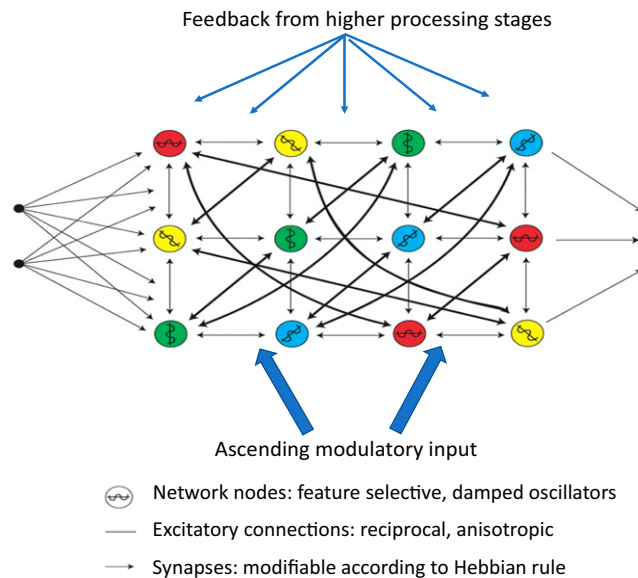 Feedback from higher processing stages
Ascending modulatory input
Network nodes: feature selective, damped oscillators
Excitatory connections: reciprocal, anisotropic
Synapses: modifiable according to Hebbian rule